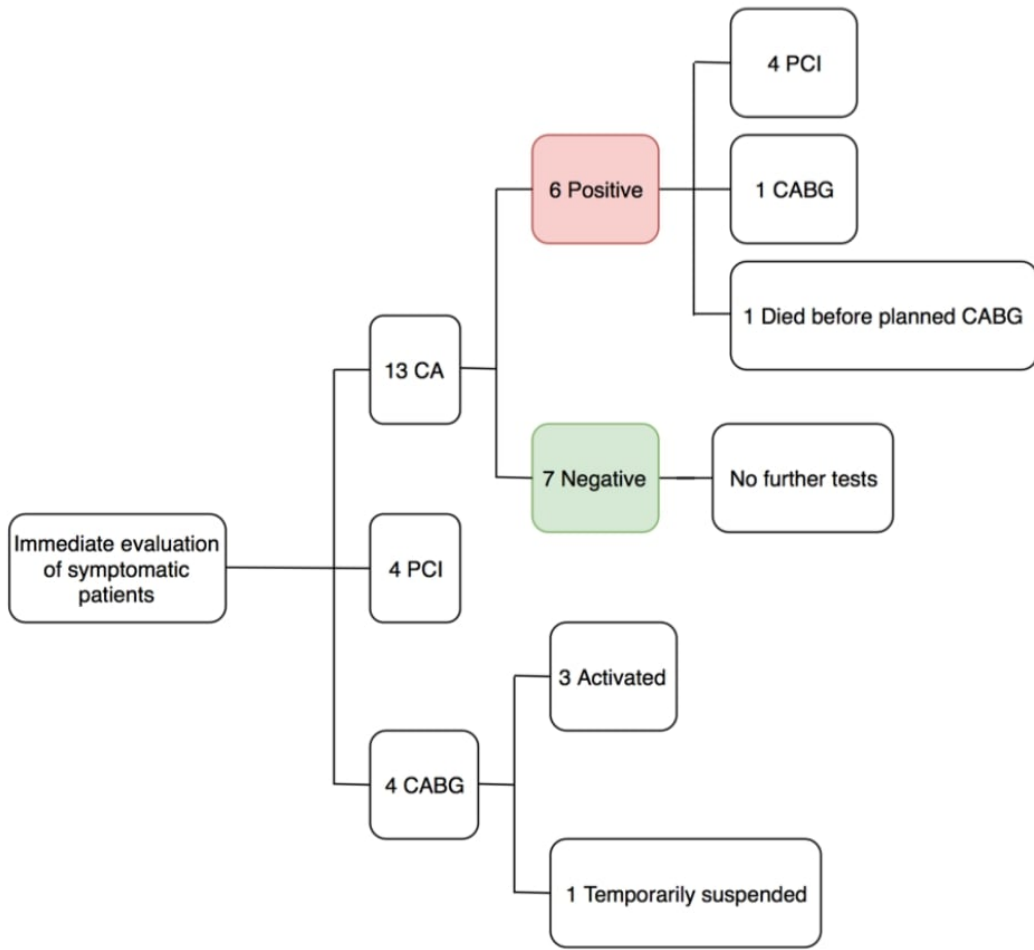 4 PCI
6 Positive
1 CABG
1 Died before planned CABG
13 CA
7 Negative
No further tests
Immediate evaluation
of symptomatic
patients
4 PCI
3 Activated
4 CABG
1 Temporarily suspended